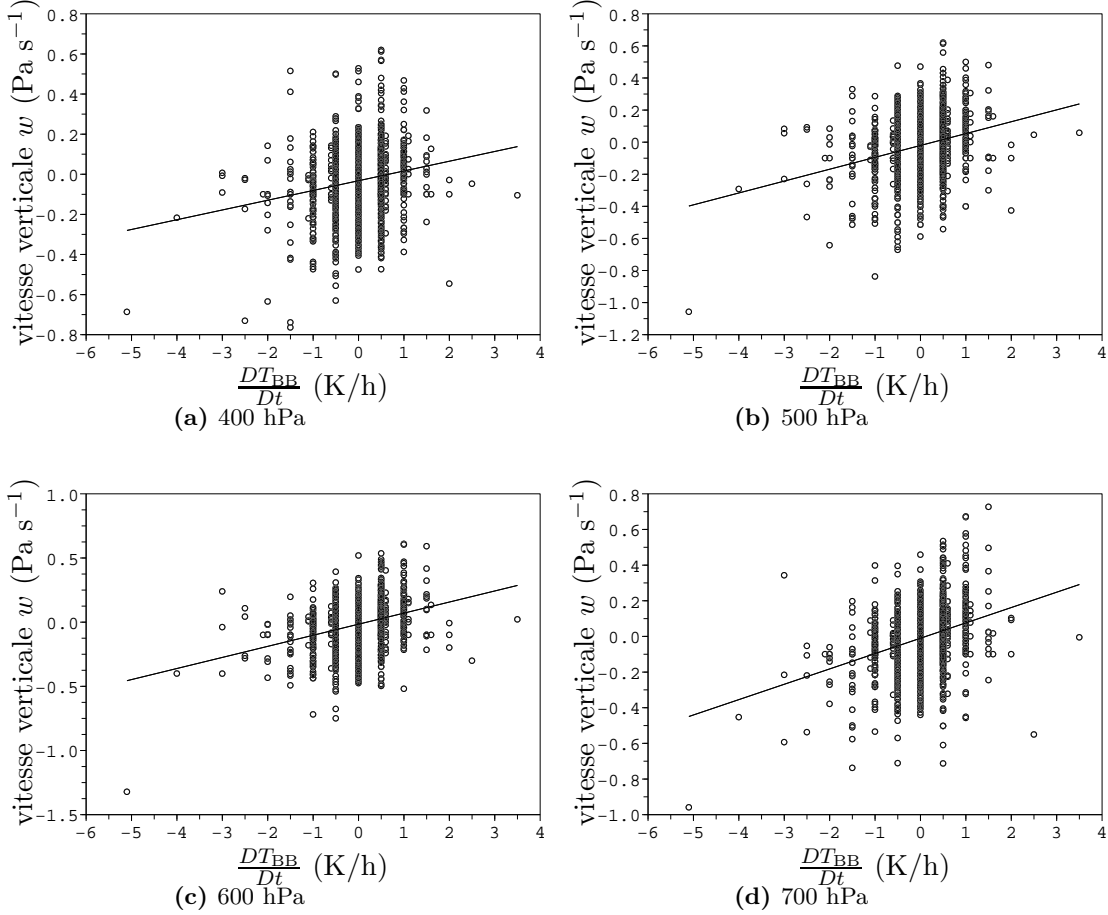 vitesse verticale w (Pa s−1)
0.8
0.6
0.4
0.2
0.0
-0.2
-0.4
-0.6
-0.8
-6 -5 -4 -3 -2 -1 0 1 2 3 4
DTBB/Dt (K/h)
(a) 400 hPa
vitesse verticale w (Pa s−1)
0.8
0.6
0.4
0.2
0.0
-0.2
-0.4
-0.6
-0.8
-1.0
-1.2
-6 -5 -4 -3 -2 -1 0 1 2 3 4
DTBB/Dt (K/h)
(b) 500 hPa
vitesse verticale w (Pa s−1)
1.0
0.5
0.0
-0.5
-1.0
-1.5
-6 -5 -4 -3 -2 -1 0 1 2 3 4
DTBB/Dt (K/h)
(c) 600 hPa
vitesse verticale w (Pa s−1)
0.8
0.6
0.4
0.2
0.0
-0.2
-0.4
-0.6
-0.8
-1.0
-6 -5 -4 -3 -2 -1 0 1 2 3 4
DTBB/Dt (K/h)
(d) 700 hPa